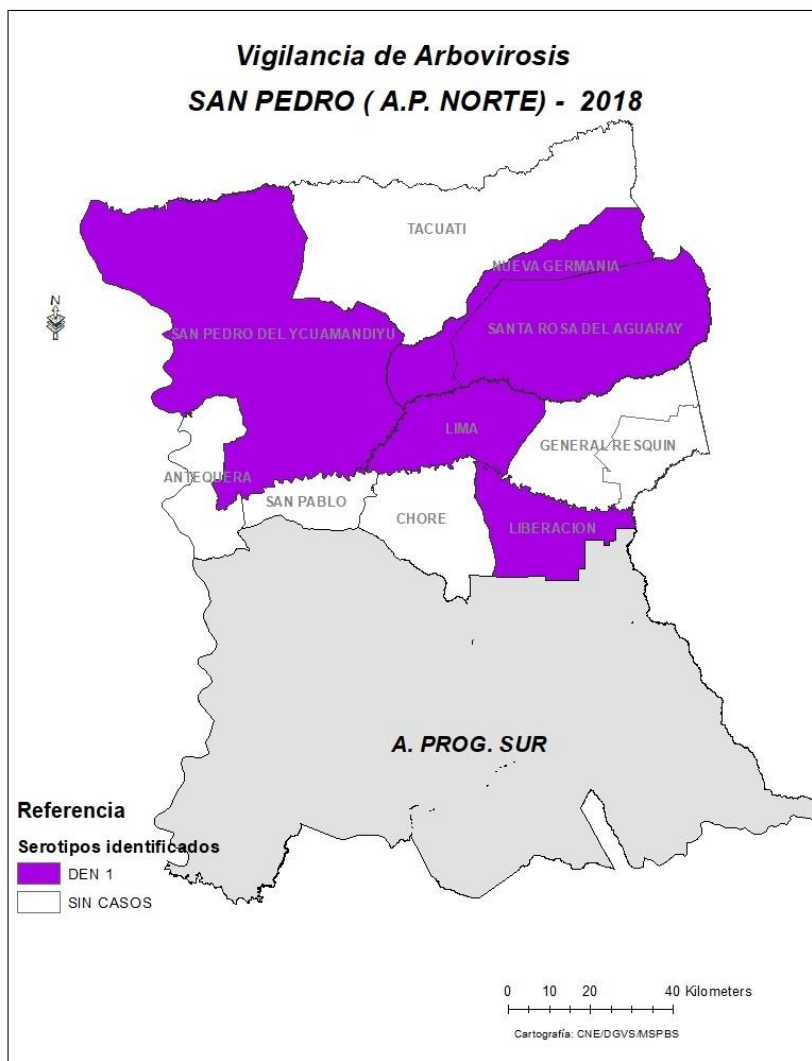 Vigilancia de Arbovirosis
SAN PEDRO ( A.P. NORTE) - 2018
TACUATI
NUEVA GERMANIA
N
SAN PEDRO DEL YCUAMANDIYU
SANTA ROSA DEL AGUARAY
LIMA
GENERAL RESQUIN
ANTEQUERA
SAN PABLO
CHORE
LIBERACION
A. PROG. SUR
Referencia
Serotipos identificados
DEN 1
SIN CASOS
0 10 20 40 Kilometers
Cartografía: CNE/DGVS/MSPBS